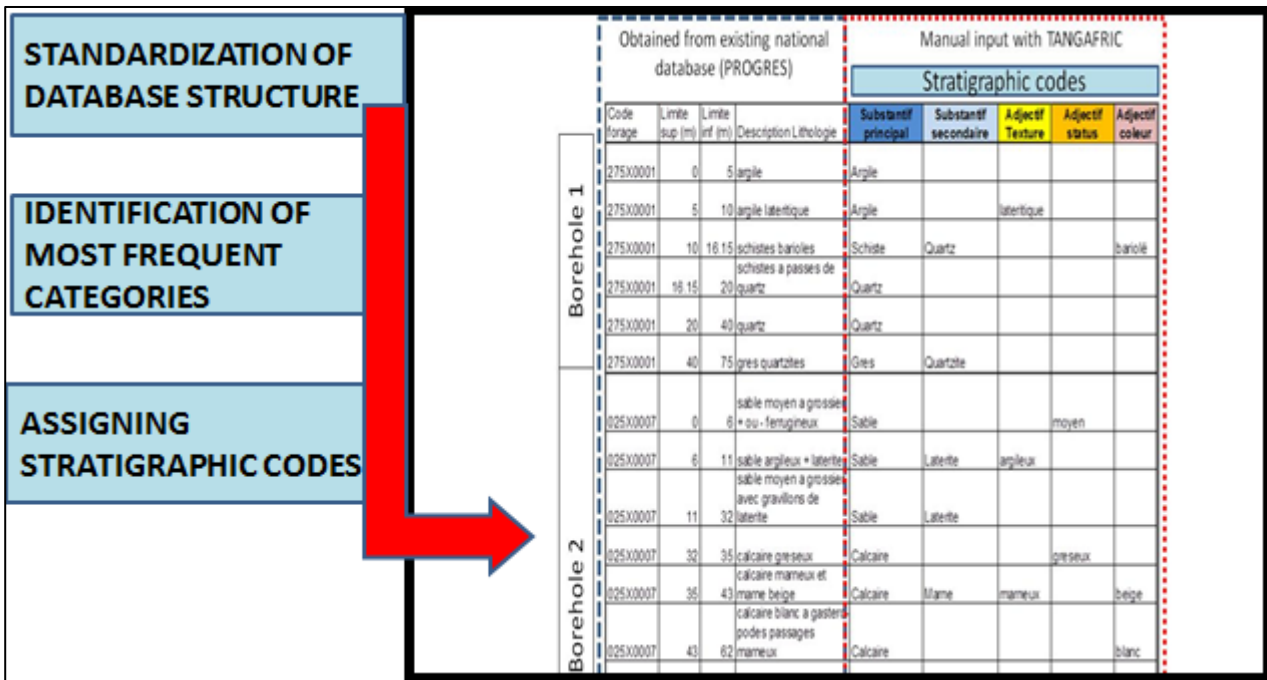 STANDARDIZATION OF
DATABASE STRUCTURE
IDENTIFICATION OF
MOST FREQUENT
CATEGORIES
ASSIGNING
STRATIGRAPHIC CODES
Obtained from existing national
database (PROGRES)
Manual input with TANGAFRIC
Stratigraphic codes
Code forage Limite sup (m) Limite inf (m) Description Lithologie Substantif principal Substantif secondaire Adjectif Texture Adjectif status Adjectif coleur
Borehole 1
275X0001 0 5 argile Argile
275X0001 5 10 argile lateritique Argile lateritique
275X0001 10 16.15 schistes barioles Schiste Quartz bariolé
schistes a passes de
275X0001 16.15 20 quartz Quartz
275X0001 20 40 quartz Quartz
275X0001 40 75 gres quartzites Gres Quartzite
Borehole 2
sable moyen a grossier
025X0007 0 6 + ou - ferrugineux Sable moyen
025X0007 6 11 sable argileux + laterite Sable Laterite argileux
sable moyen a grossier
avec gravillons de
025X0007 11 32 laterite Sable Laterite
025X0007 32 35 calcaire greseux Calcaire greseux
calcaire marneux et
025X0007 35 43 marne beige Calcaire Marne marneux beige
calcaire blanc a gastero
podes passages
025X0007 43 62 marneux Calcaire blanc